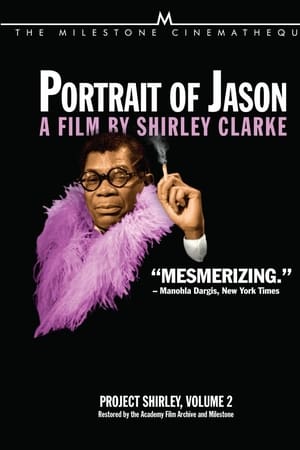 THE MILESTONE CINEMATHEQU
PORTRAIT OF JASON
A FILM BY SHIRLEY CLARKE
“MESMERIZING.”
– Manohla Dargis, New York Times
PROJECT SHIRLEY, VOLUME 2
Restored by the Academy Film Archive and Milestone